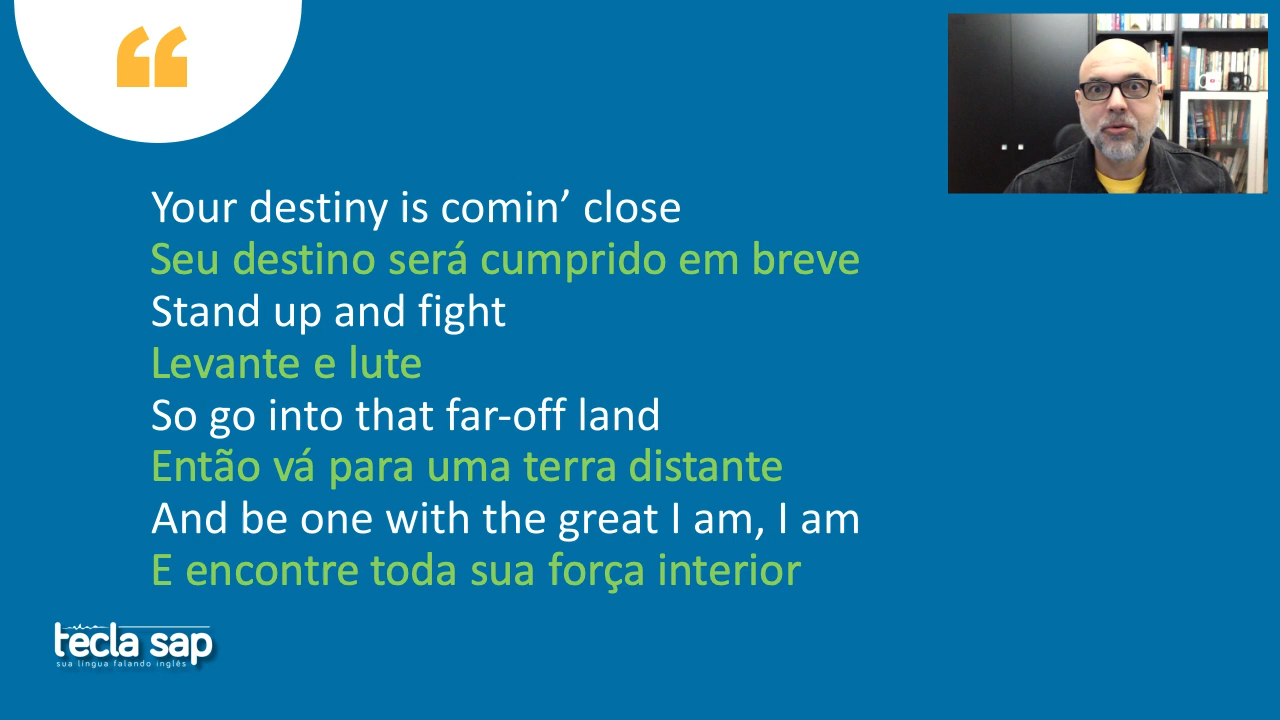 “
Your destiny is comin’ close
Seu destino será cumprido em breve
Stand up and fight
Levante e lute
So go into that far-off land
Então vá para uma terra distante
And be one with the great I am, I am
E encontre toda sua força interior
tecla sap
sua língua falando inglês